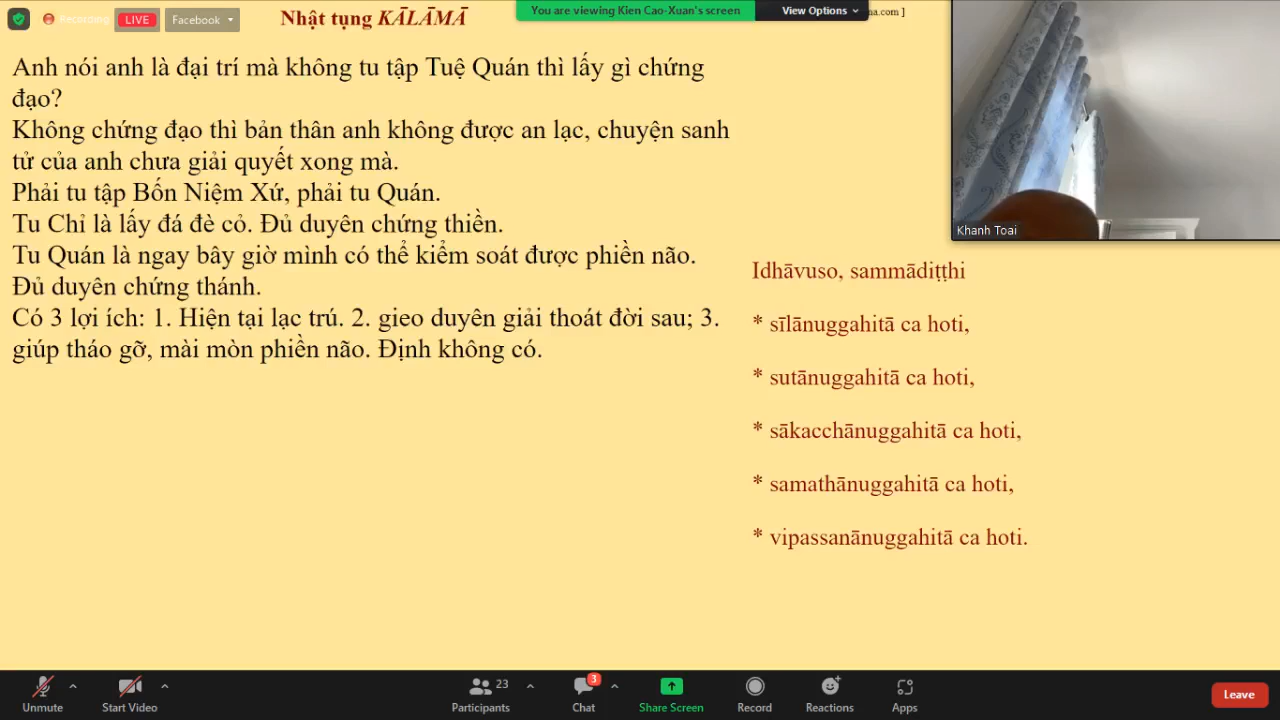 Recording
LIVE
Facebook
Nhật tụng KĀLĀMĀ
You are viewing Kien Cao-Xuan's screen
View Options
na.com ]
Anh nói anh là đại trí mà không tu tập Tuệ Quán thì lấy gì chứng
đạo?
Không chứng đạo thì bản thân anh không được an lạc, chuyện sanh
tử của anh chưa giải quyết xong mà.
Phải tu tập Bốn Niệm Xứ, phải tu Quán.
Tu Chỉ là lấy đá đè cỏ. Đủ duyên chứng thiền.
Tu Quán là ngay bây giờ mình có thể kiểm soát được phiền não.
Đủ duyên chứng thánh.
Có 3 lợi ích: 1. Hiện tại lạc trú. 2. gieo duyên giải thoát đời sau; 3.
giúp tháo gỡ, mài mòn phiền não. Định không có.
Khanh Toai
Idhāvuso, sammādiṭṭhi
* sīlānuggahitā ca hoti,
* sutānuggahitā ca hoti,
* sākacchānuggahitā ca hoti,
* samathānuggahitā ca hoti,
* vipassanānuggahitā ca hoti.
Unmute
Start Video
23
Participants
3
Chat
Share Screen
Record
Reactions
Apps
Leave